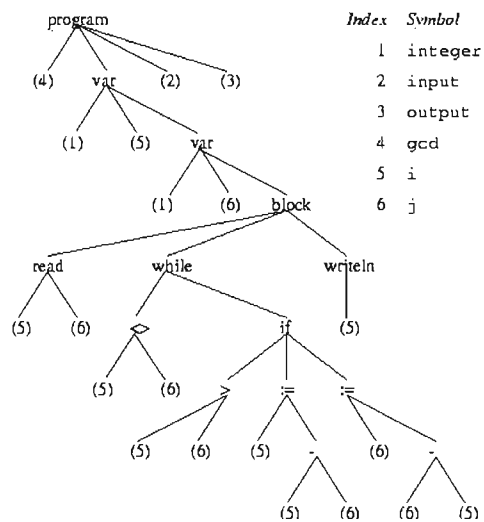 program
Index Symbol
1 integer
2 input
3 output
4 gcd
5 i
6 j
(4) var (2) (3)
(1) (5) var
(1) (6) block
read while writeln
(5) (6) <> if (5)
(5) (6) > := :=
(5) (6) (5) - (6) -
(5) (6) (6) (5)